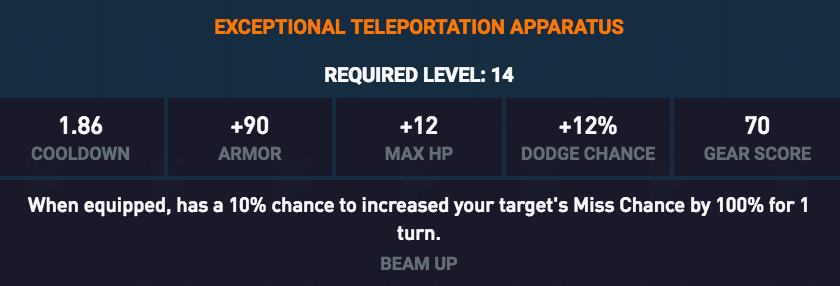 EXCEPTIONAL TELEPORTATION APPARATUS
REQUIRED LEVEL: 14
1.86 +90 +12 +12% 70
COOLDOWN ARMOR MAX HP DODGE CHANCE GEAR SCORE
When equipped, has a 10% chance to increased your target's Miss Chance by 100% for 1
turn.
BEAM UP